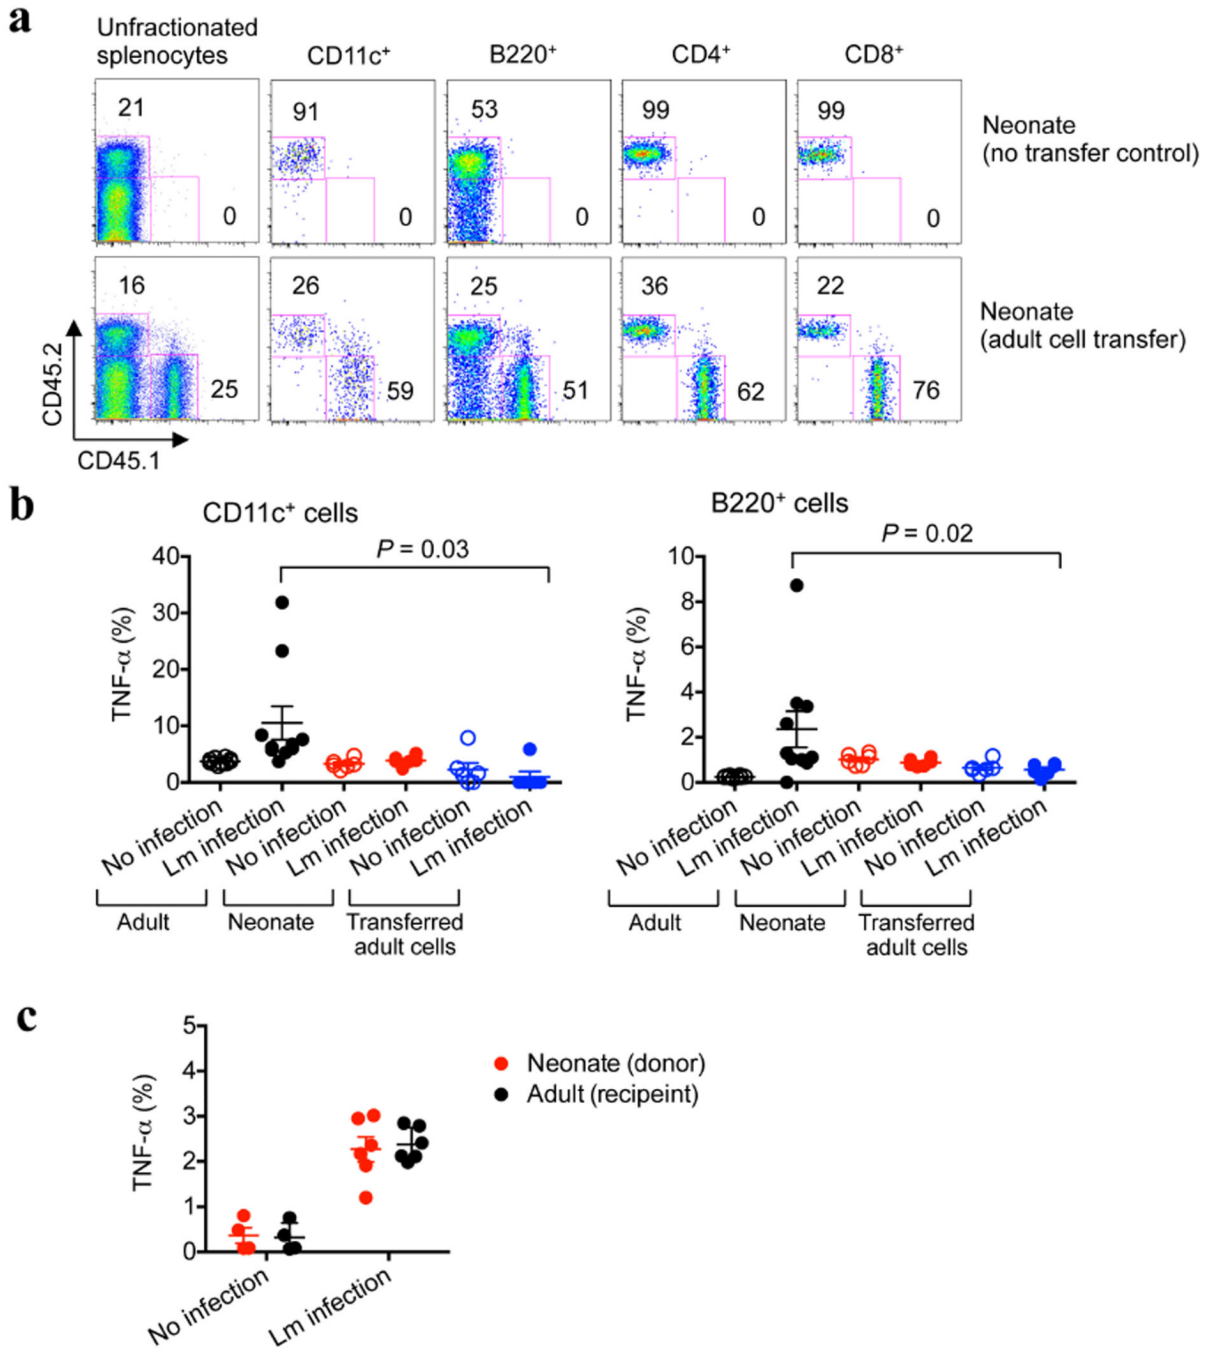 a
Unfractionated
splenocytes
CD11c⁺
B220⁺
CD4⁺
CD8⁺
21
0
91
0
53
0
99
0
99
0
Neonate
(no transfer control)
16
25
26
59
25
51
36
62
22
76
Neonate
(adult cell transfer)
CD45.2
CD45.1
b
CD11c⁺ cells
P = 0.03
TNF-α (%)
40
30
20
10
0
No infection
Lm infection
No infection
Lm infection
No infection
Lm infection
Adult
Neonate
Transferred
adult cells
B220⁺ cells
P = 0.02
TNF-α (%)
10
8
6
4
2
0
No infection
Lm infection
No infection
Lm infection
No infection
Lm infection
Adult
Neonate
Transferred
adult cells
c
TNF-α (%)
5
4
3
2
1
0
No infection
Lm infection
Neonate (donor)
Adult (recipeint)